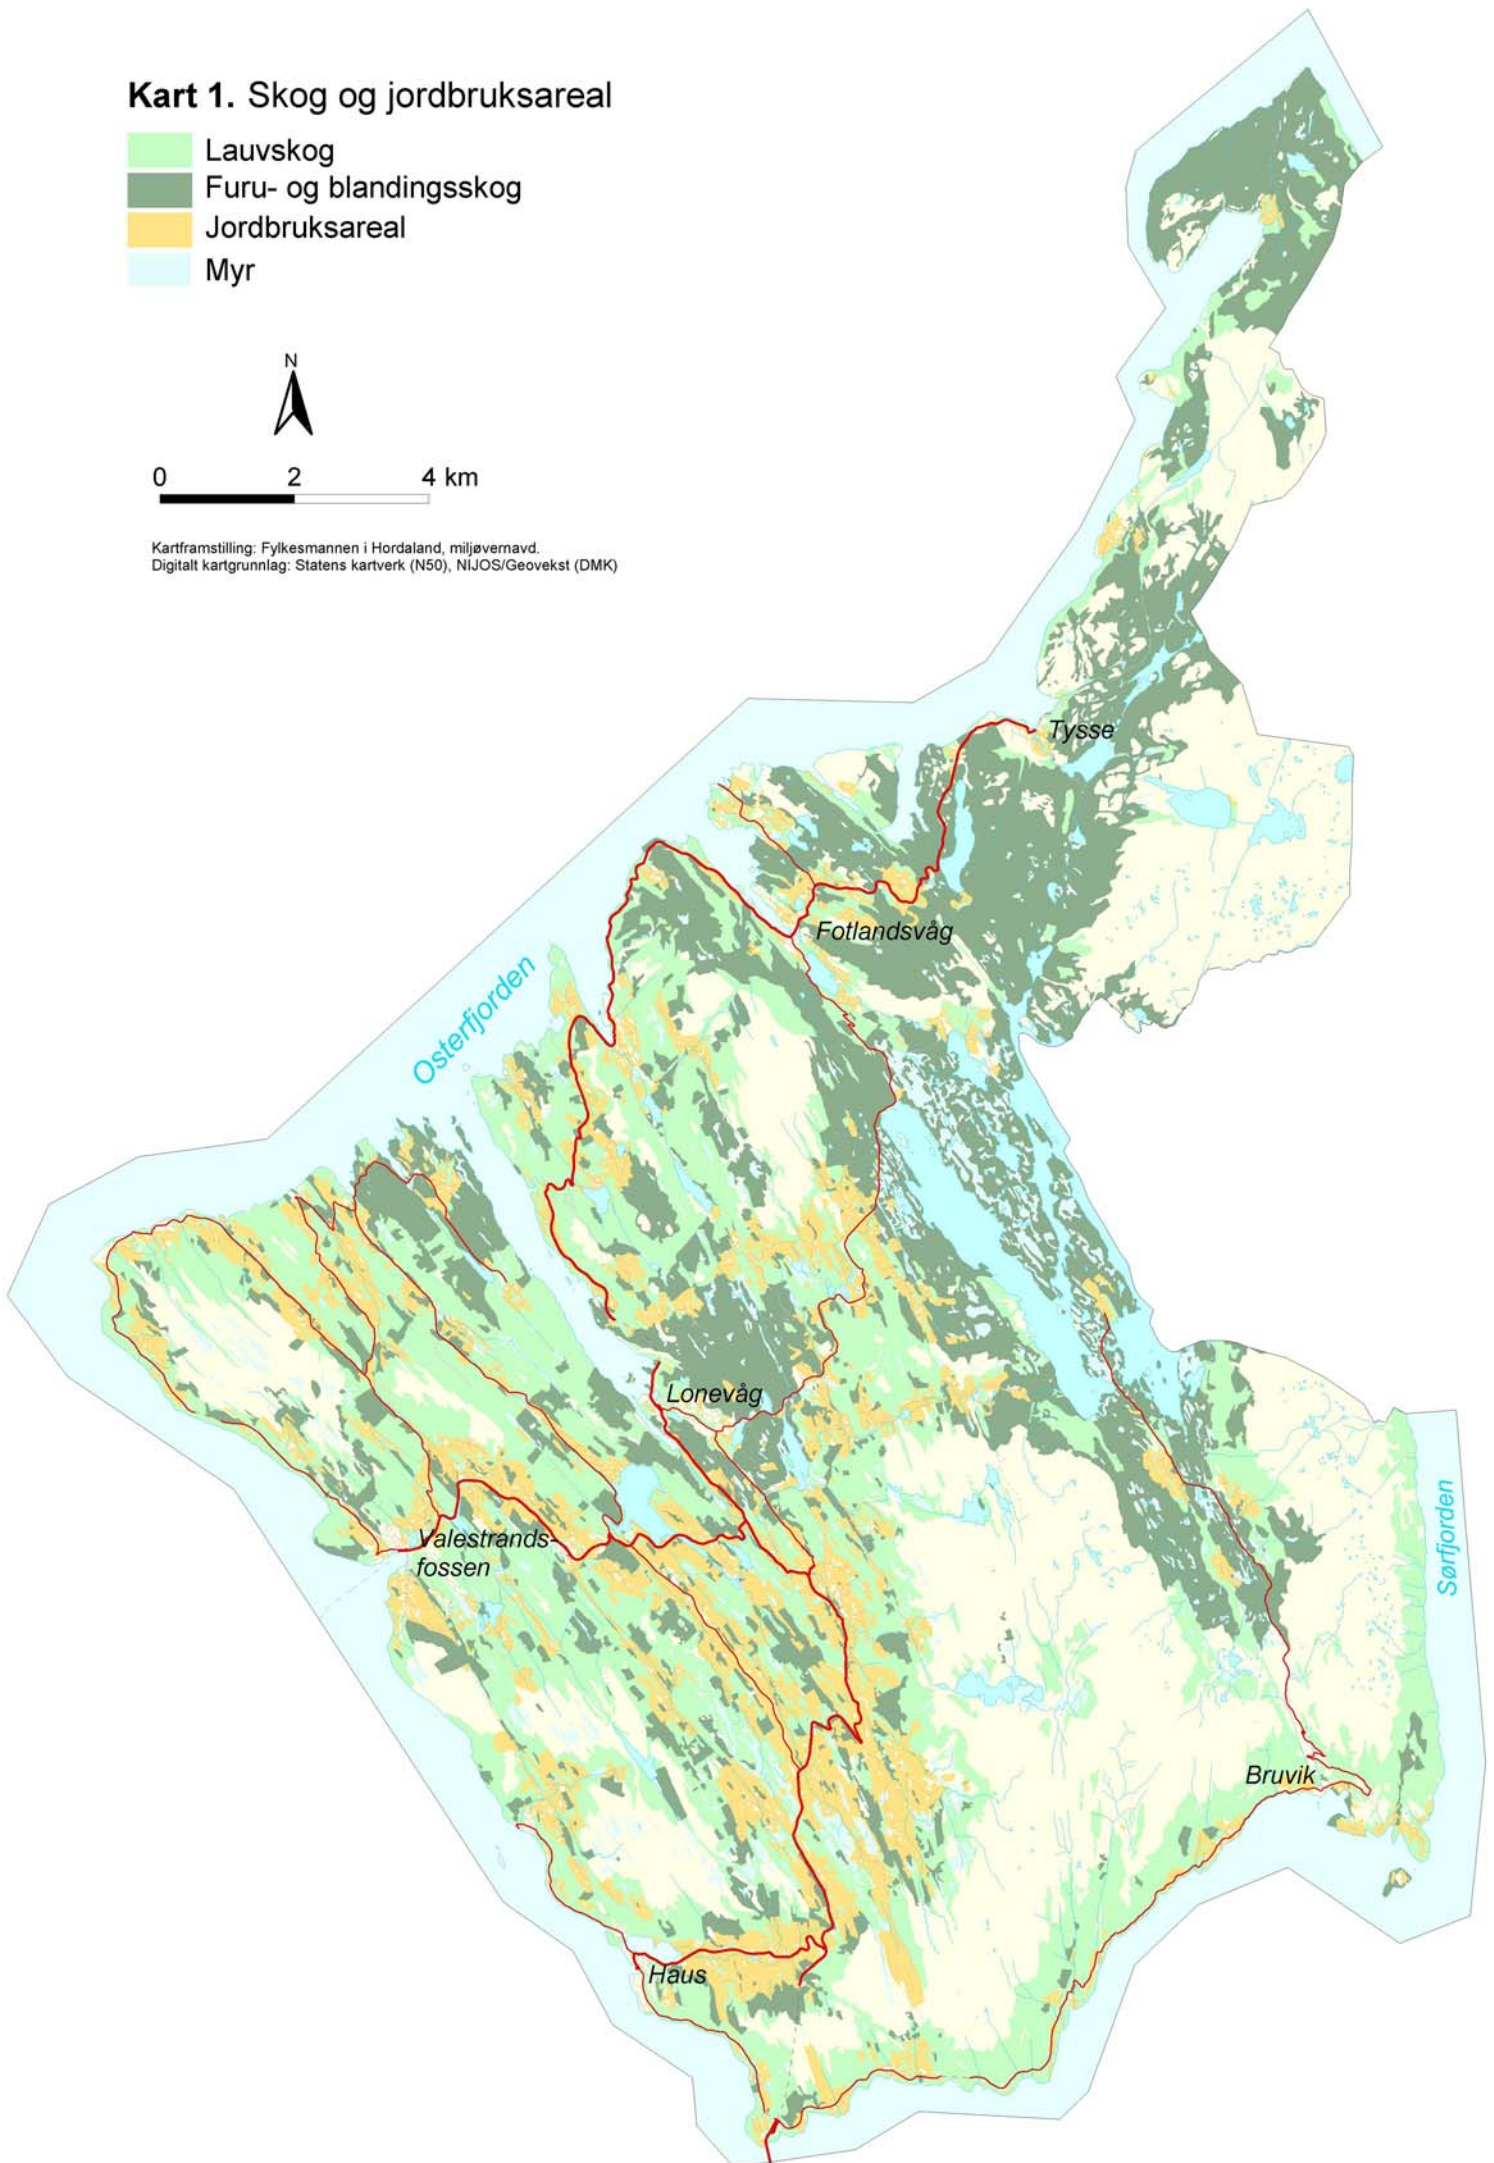 Kart 1. Skog og jordbruksareal
Lauvskog
Furu- og blandingsskog
Jordbruksareal
Myr
N
0 2 4 km
Kartframstilling: Fylkesmannen i Hordaland, miljøvernavd.
Digitalt kartgrunnlag: Statens kartverk (N50), NIJOS/Geovekst (DMK)
Tysse
Fotlandsvåg
Osterfjorden
Lonevåg
Valestrands-
fossen
Sørfjorden
Bruvik
Haus